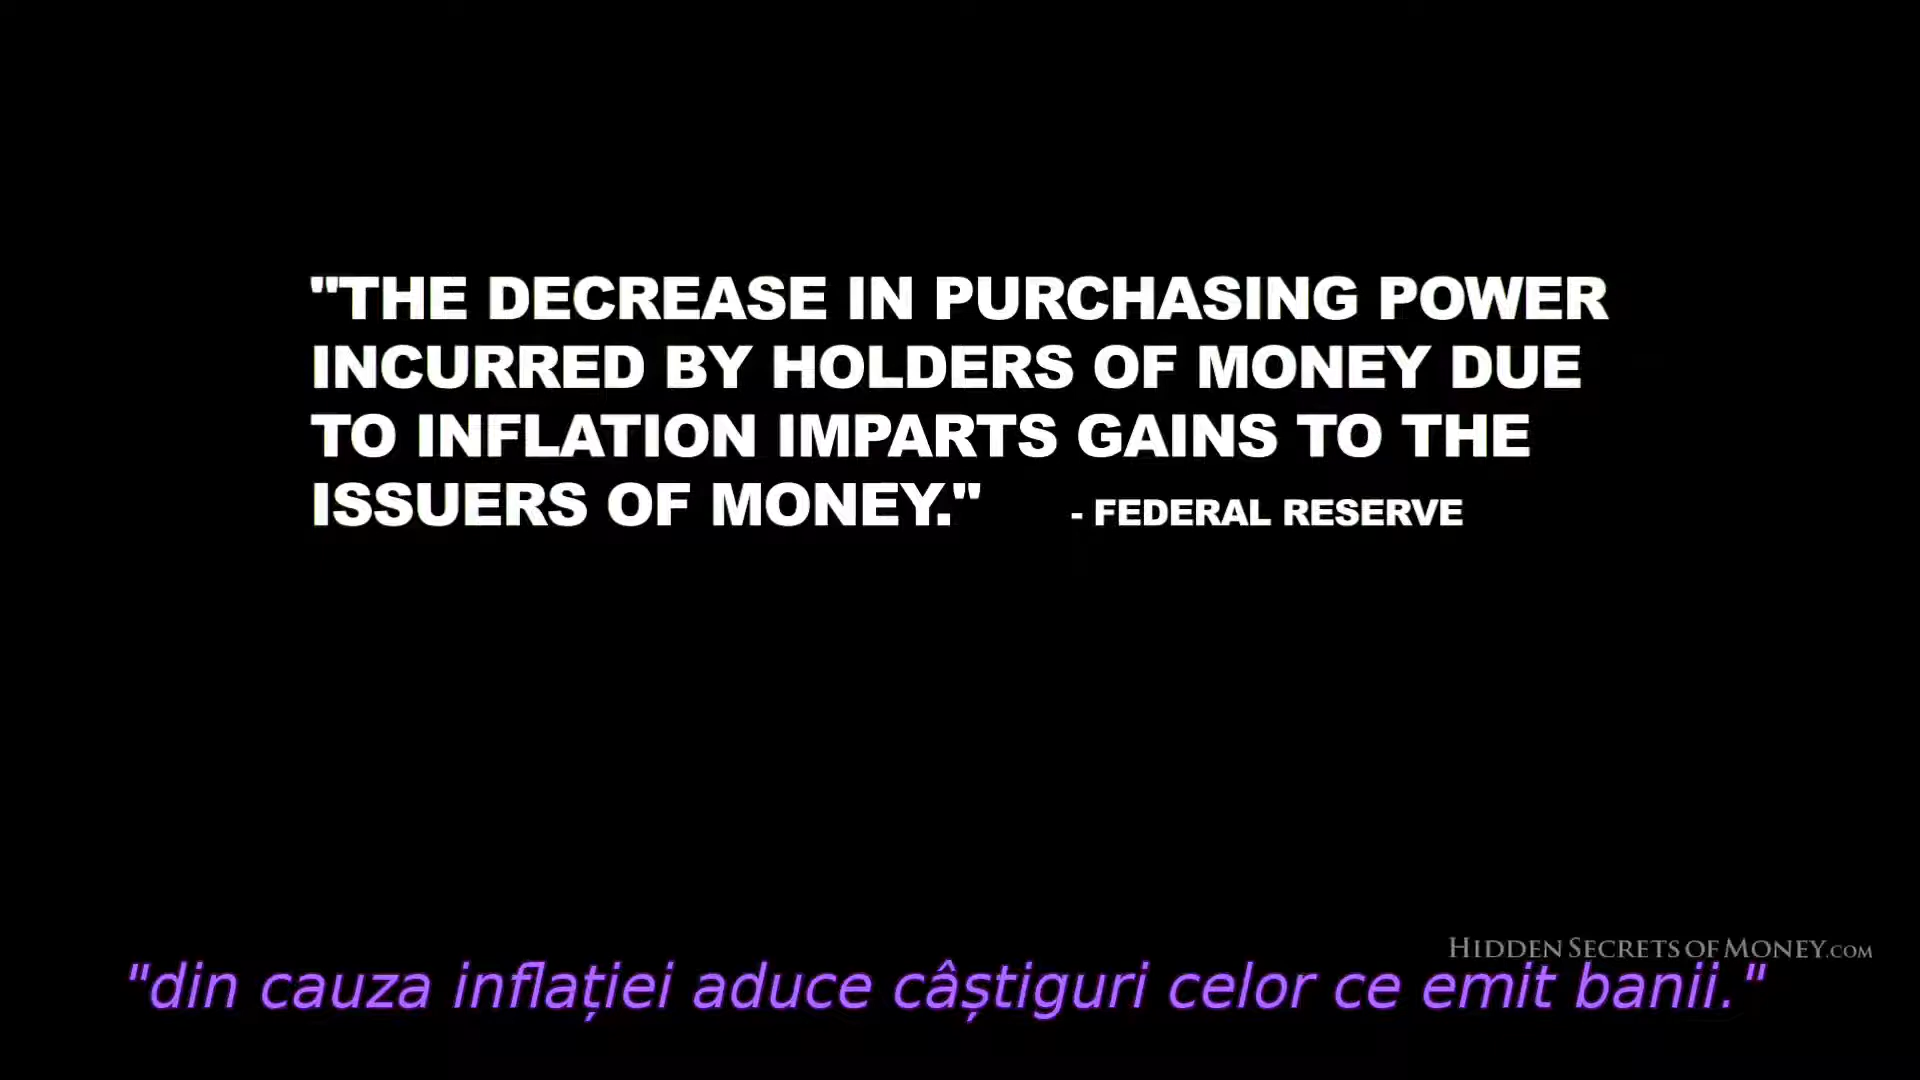 "THE DECREASE IN PURCHASING POWER
INCURRED BY HOLDERS OF MONEY DUE
TO INFLATION IMPARTS GAINS TO THE
ISSUERS OF MONEY." - FEDERAL RESERVE
HIDDEN SECRETS OF MONEY.COM
"din cauza inflației aduce câștiguri celor ce emit banii."